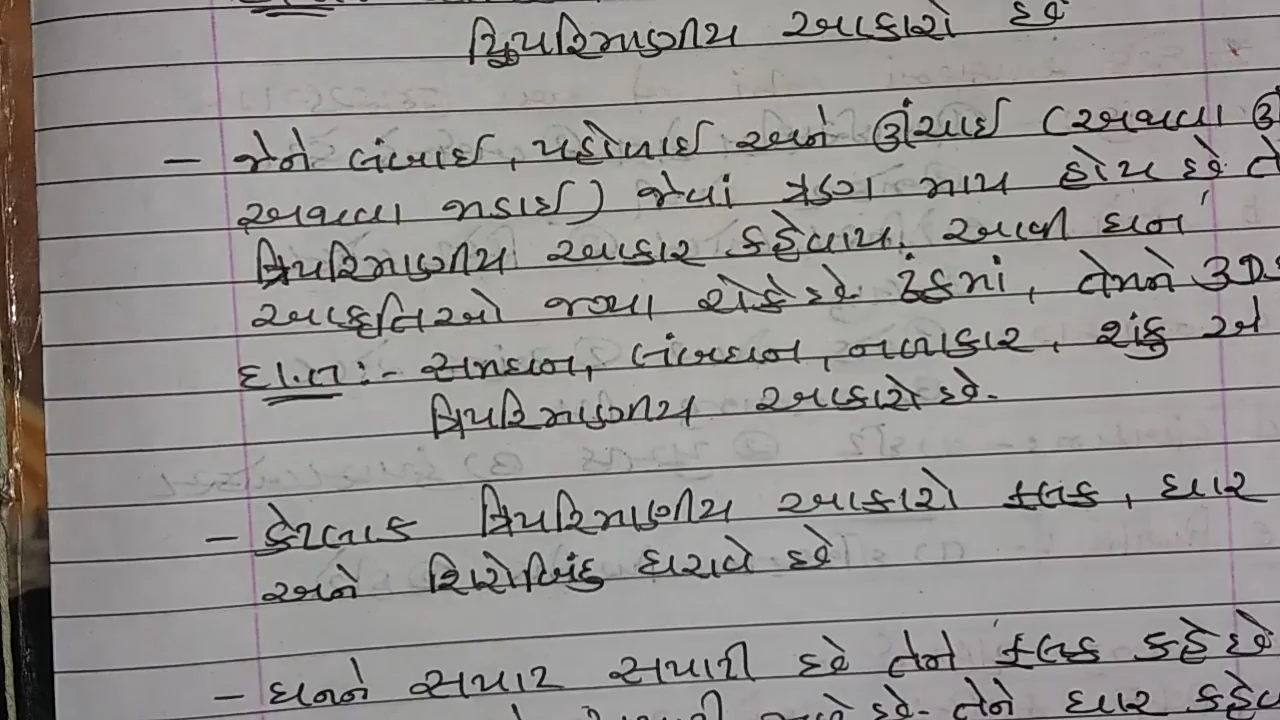 દ્વિપરિમાણીય આકારો છે
- જેને લંબાઈ, પહોળાઈ અને ઊંચાઈ (અથવા ઊં
અથવા જાડાઈ) જેવાં ત્રણ માપ હોય છે તે
ત્રિપરિમાણીય આકાર કહેવાય. આવી ઘન
આકૃતિઓ જગ્યા રોકે છે. ટૂંકમાં, તેમને 3D
દા.ત :- સમઘન, લંબઘન, નળાકાર, શંકુ એ
ત્રિપરિમાણીય આકારો છે.
- કેટલાક ત્રિપરિમાણીય આકારો ફલક, ધાર
અને શિરોબિંદુ ધરાવે છે
- ઘનને સપાટ સપાટી છે તેને ફલક કહે છે
છે. તેને ધાર કહેવ